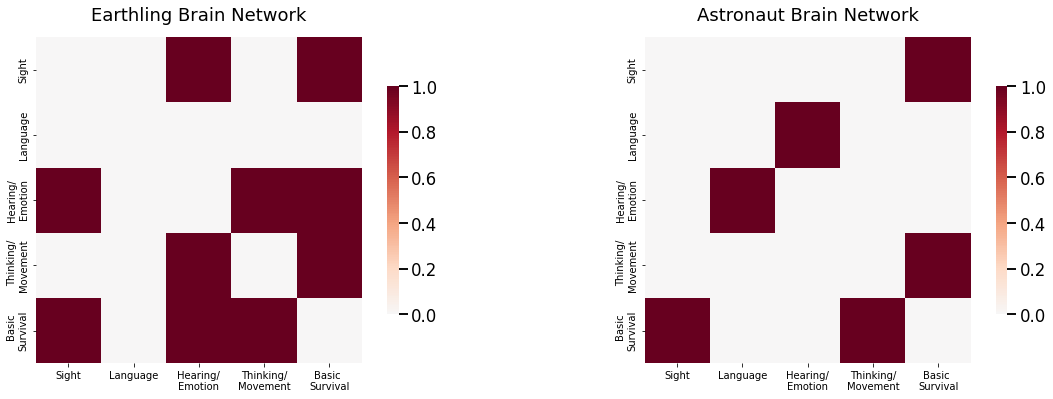 Earthling Brain Network
Sight
Language
Hearing/
Emotion
Thinking/
Movement
Basic
Survival
Sight
Language
Hearing/
Emotion
Thinking/
Movement
Basic
Survival
1.0
0.8
0.6
0.4
0.2
0.0
Astronaut Brain Network
Sight
Language
Hearing/
Emotion
Thinking/
Movement
Basic
Survival
Sight
Language
Hearing/
Emotion
Thinking/
Movement
Basic
Survival
1.0
0.8
0.6
0.4
0.2
0.0